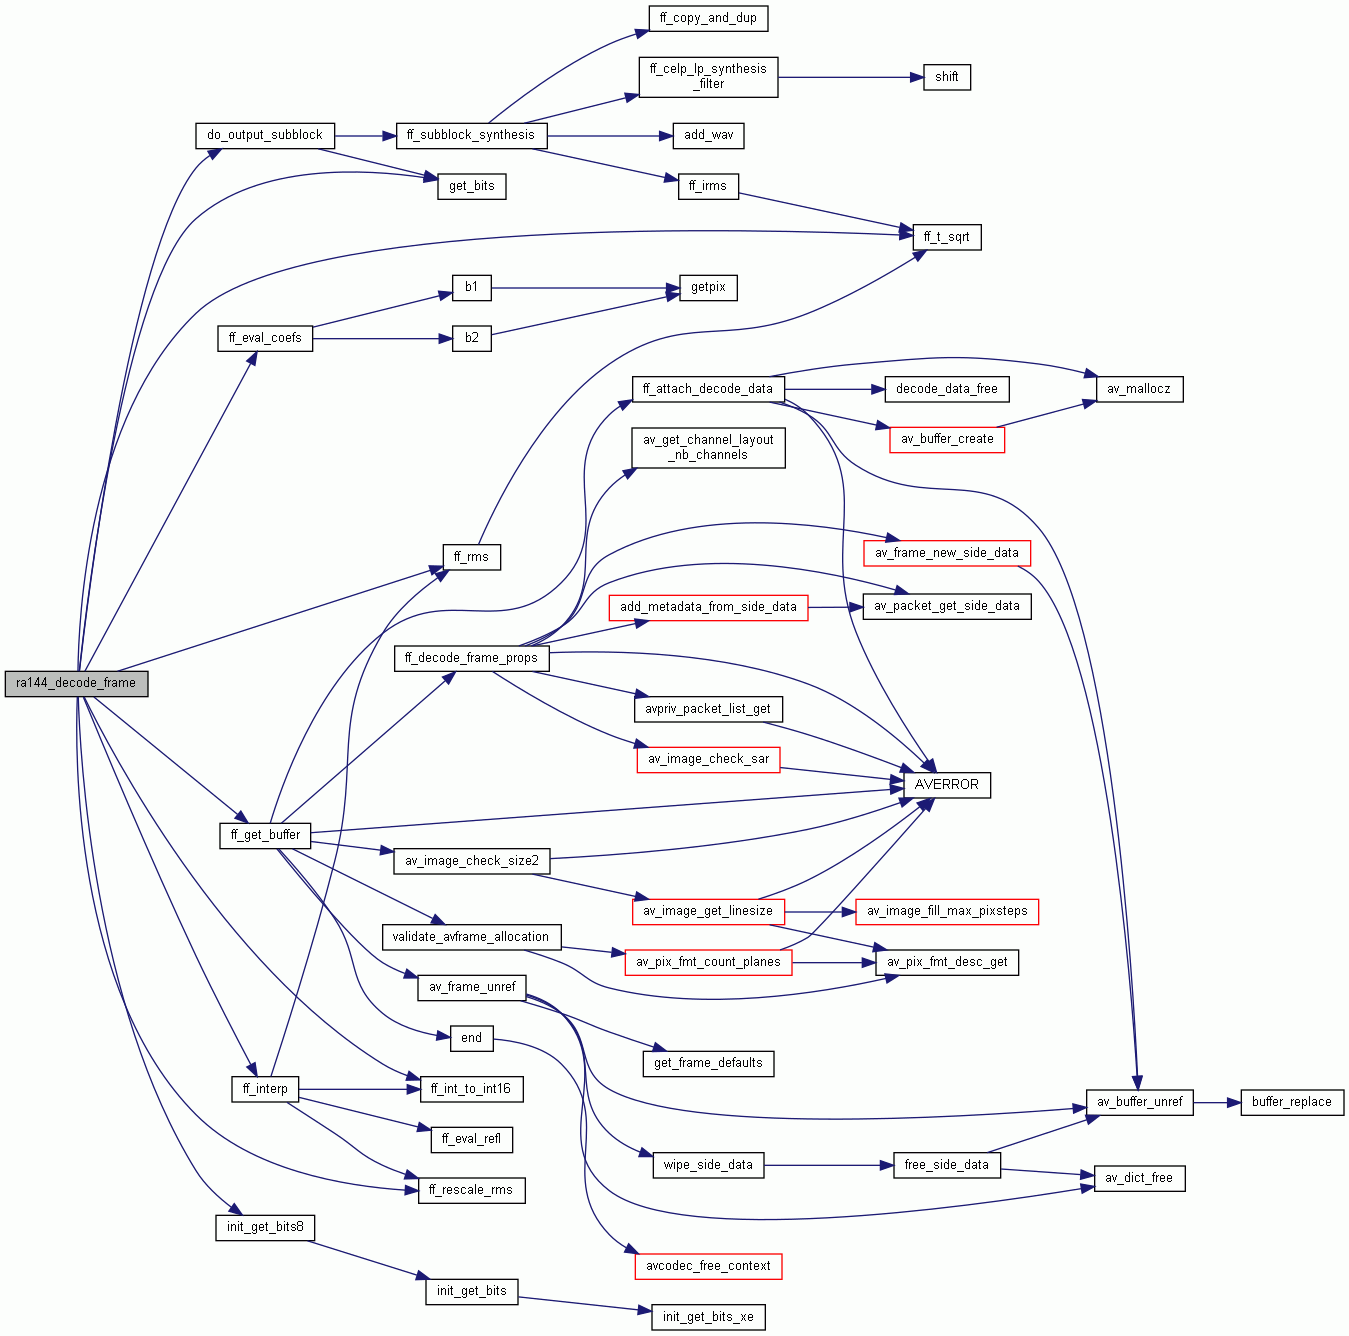 ff_copy_and_dup
ff_celp_lp_synthesis
_filter
shift
do_output_subblock
ff_subblock_synthesis
add_wav
get_bits
ff_irms
ff_t_sqrt
b1
getpix
ff_eval_coefs
b2
ff_attach_decode_data
decode_data_free
av_mallocz
av_get_channel_layout
_nb_channels
av_buffer_create
ff_rms
av_frame_new_side_data
add_metadata_from_side_data
av_packet_get_side_data
ff_decode_frame_props
ra144_decode_frame
avpriv_packet_list_get
av_image_check_sar
AVERROR
ff_get_buffer
av_image_check_size2
av_image_get_linesize
av_image_fill_max_pixsteps
validate_avframe_allocation
av_pix_fmt_count_planes
av_pix_fmt_desc_get
av_frame_unref
end
get_frame_defaults
ff_interp
ff_int_to_int16
av_buffer_unref
buffer_replace
ff_eval_refl
wipe_side_data
free_side_data
av_dict_free
ff_rescale_rms
init_get_bits8
avcodec_free_context
init_get_bits
init_get_bits_xe